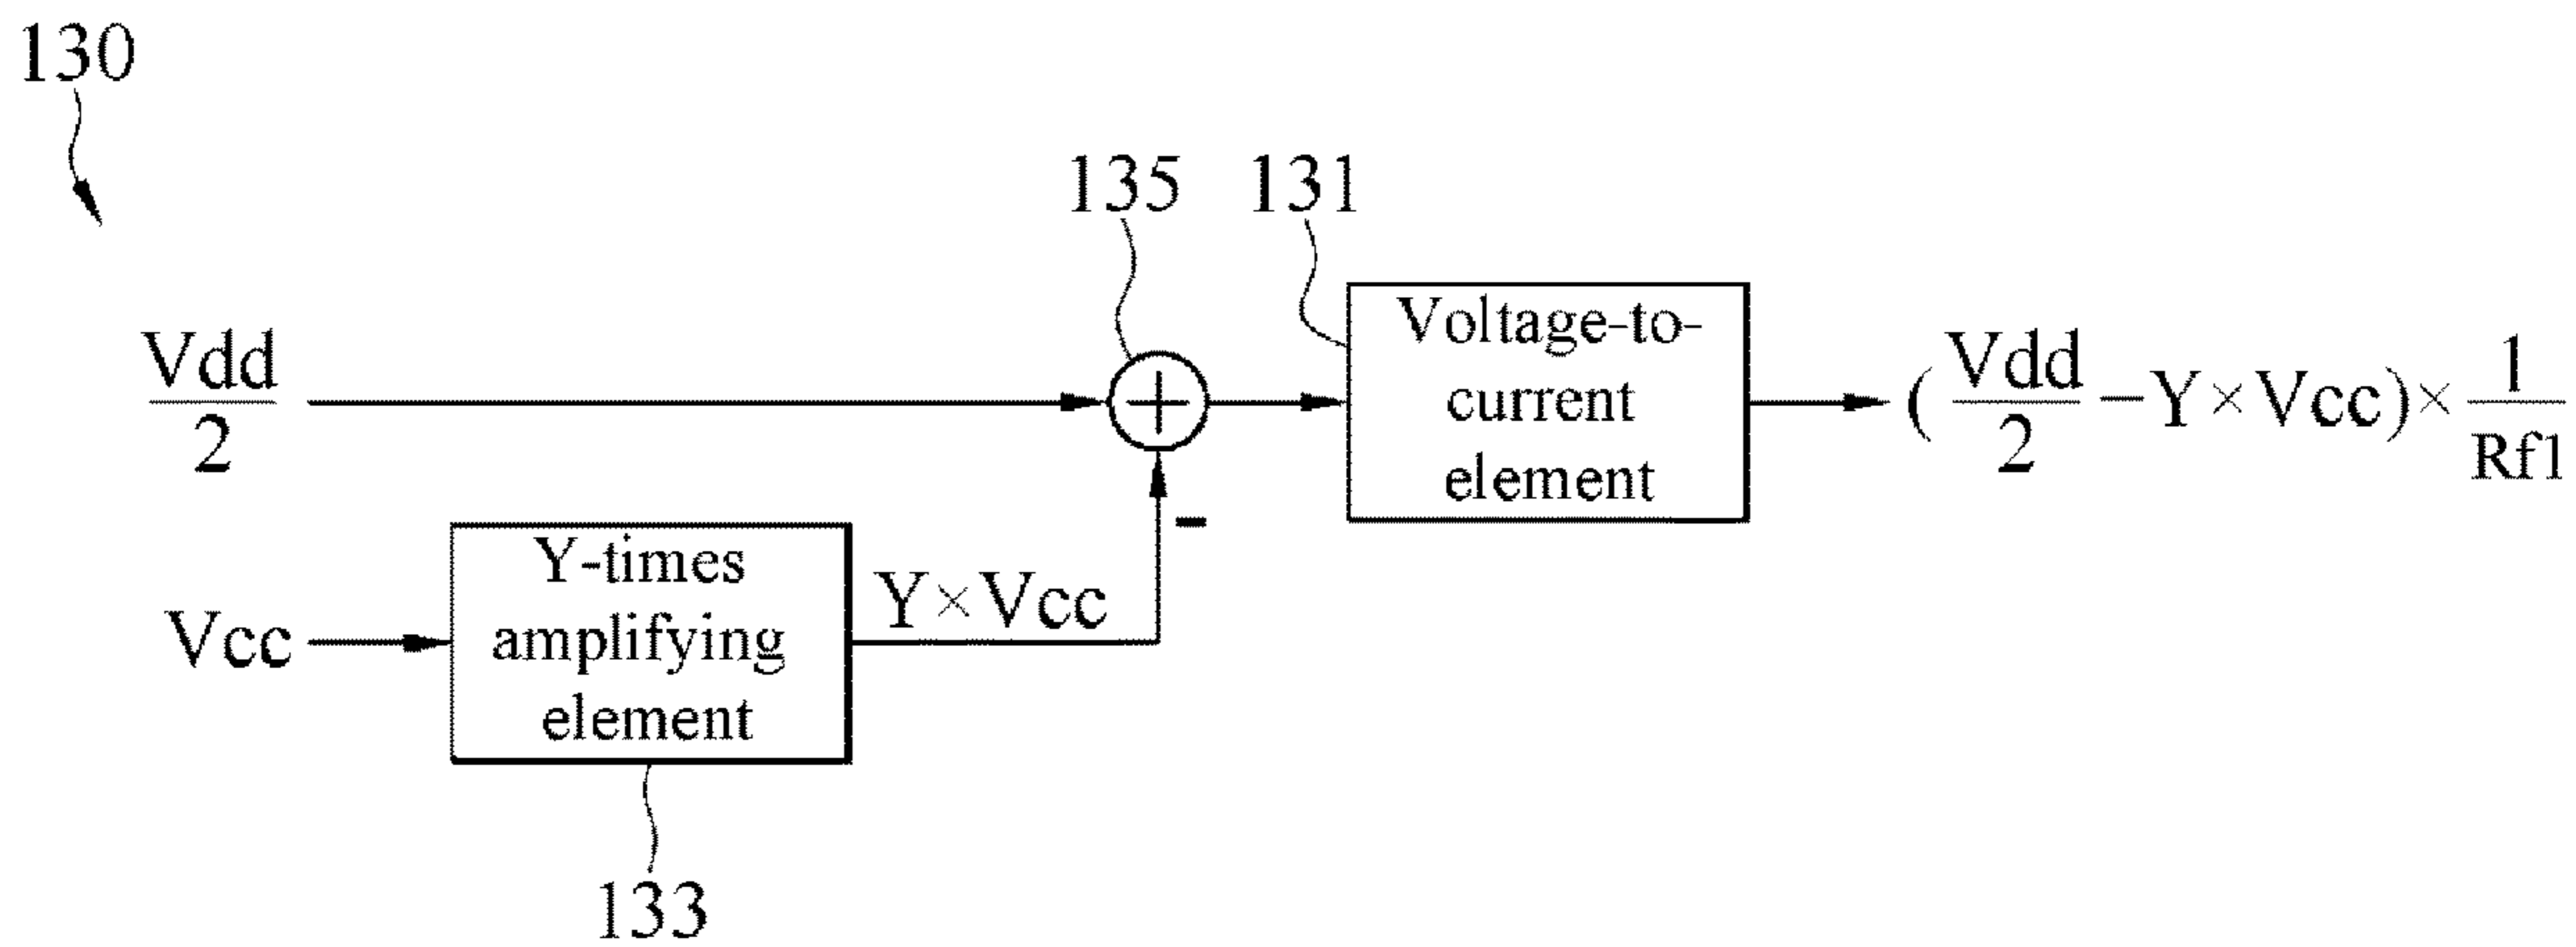 130
135
131
Vdd
2
Voltage-to-
current
element
(Vdd/2 − Y × Vcc) × 1/Rf1
Vcc
Y-times
amplifying
element
Y×Vcc
-
133